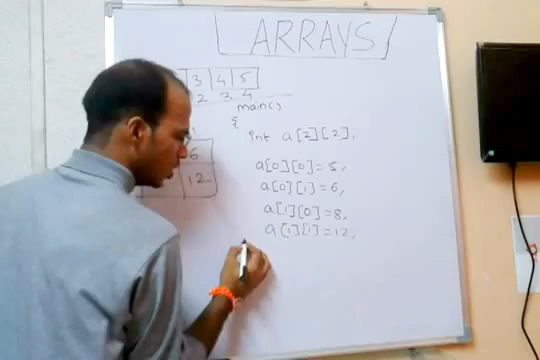 ARRAYS
3 4 5
2 3 4
main()
{
int a[2][2],
6
a[0][0]=5,
12
a[0][1]=6,
a[1][0]=8,
a[1][1]=12,